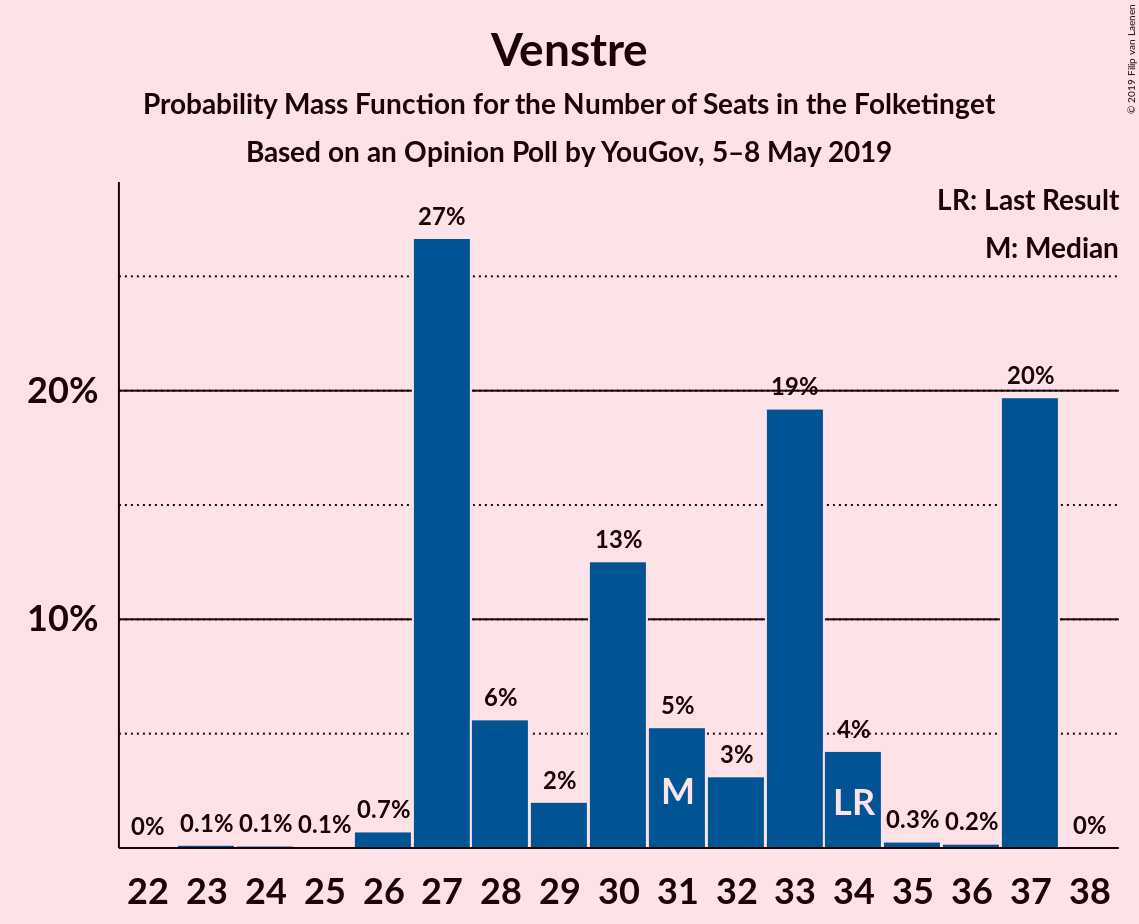 © 2019 Filip van Laenen
Venstre
Probability Mass Function for the Number of Seats in the Folketinget
Based on an Opinion Poll by YouGov, 5–8 May 2019
LR: Last Result
M: Median
20%
10%
0% 0.1% 0.1% 0.1% 0.7% 27% 6% 2% 13% 5% 3% 19% 4% 0.3% 0.2% 20% 0%
M LR
22 23 24 25 26 27 28 29 30 31 32 33 34 35 36 37 38